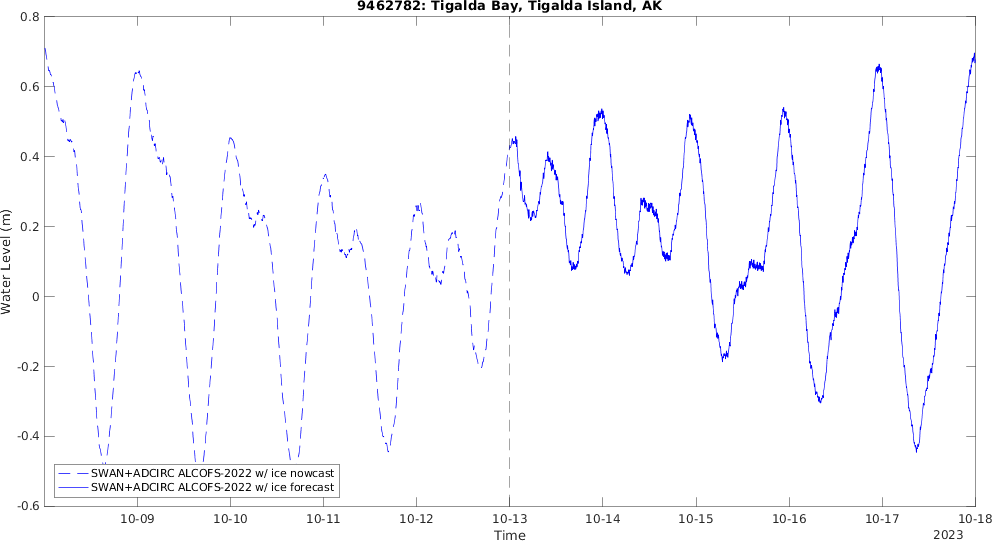 9462782: Tigalda Bay, Tigalda Island, AK
0.8
0.6
0.4
0.2
0
-0.2
-0.4
-0.6
Water Level (m)
SWAN+ADCIRC ALCOFS-2022 w/ ice nowcast
SWAN+ADCIRC ALCOFS-2022 w/ ice forecast
10-09 10-10 10-11 10-12 10-13 10-14 10-15 10-16 10-17 10-18
Time
2023